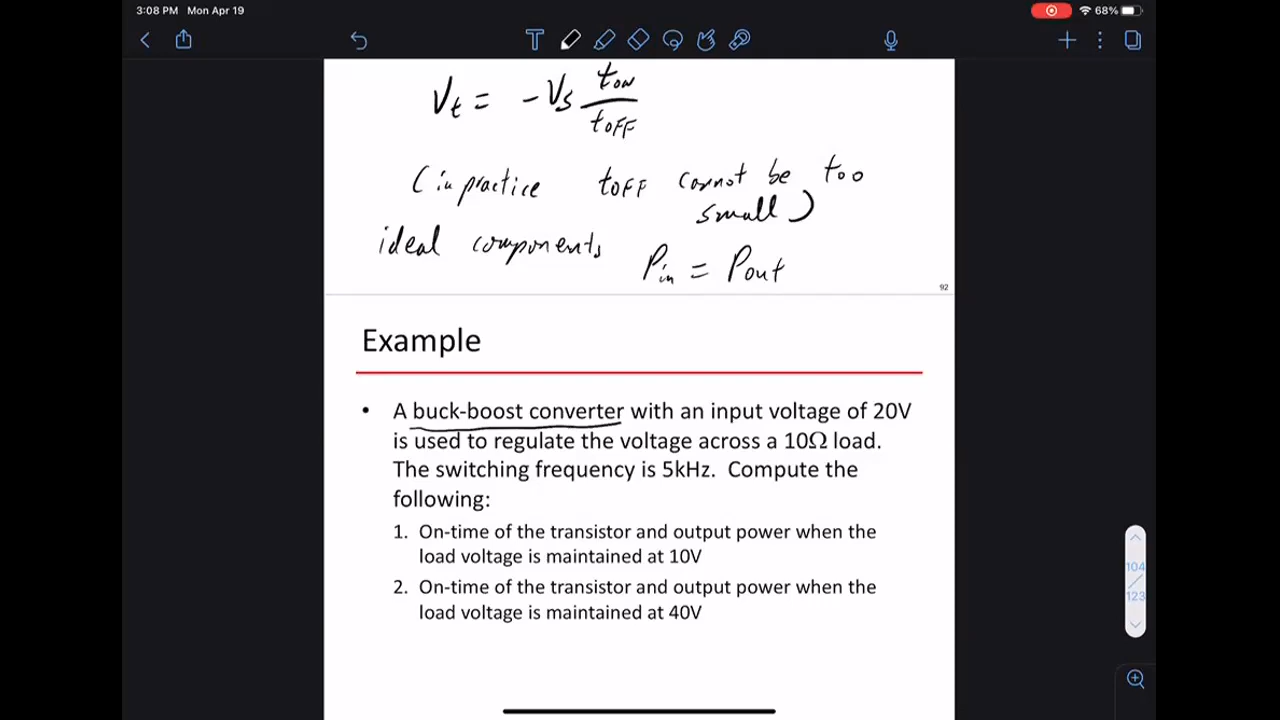 3:08 PM Mon Apr 19
68%
Vt = -Vs tON/tOFF
(in practice tOFF cannot be too
small)
ideal components Pin = Pout
92
Example
• A buck-boost converter with an input voltage of 20V
is used to regulate the voltage across a 10Ω load.
The switching frequency is 5kHz. Compute the
following:
1. On-time of the transistor and output power when the
load voltage is maintained at 10V
2. On-time of the transistor and output power when the
load voltage is maintained at 40V
104
123